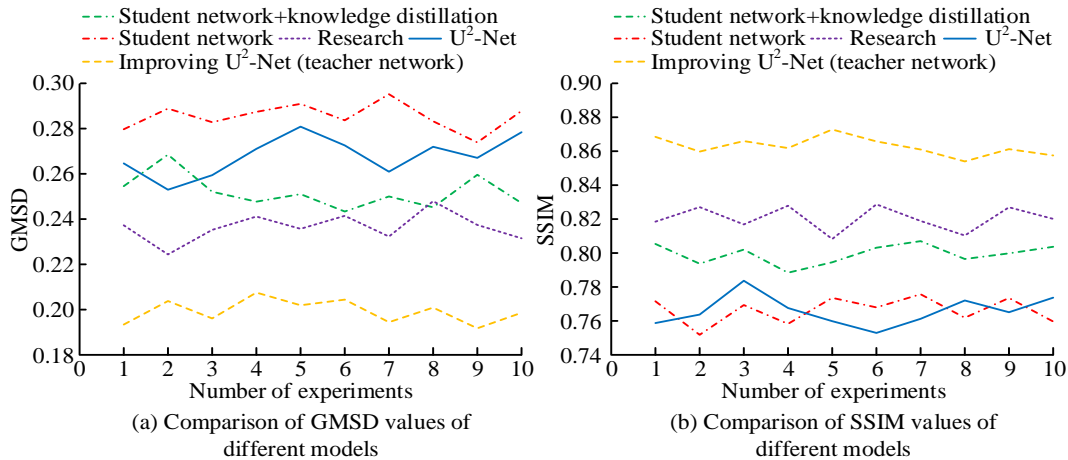 Student network+knowledge distillation
Student network Research U²-Net
Improving U²-Net (teacher network)
0.30
0.28
0.26
0.24
0.22
0.20
0.18
GMSD
0 1 2 3 4 5 6 7 8 9 10
Number of experiments
(a) Comparison of GMSD values of
different models
Student network+knowledge distillation
Student network Research U²-Net
Improving U²-Net (teacher network)
0.90
0.88
0.86
0.84
0.82
0.80
0.78
0.76
0.74
SSIM
0 1 2 3 4 5 6 7 8 9 10
Number of experiments
(b) Comparison of SSIM values of
different models